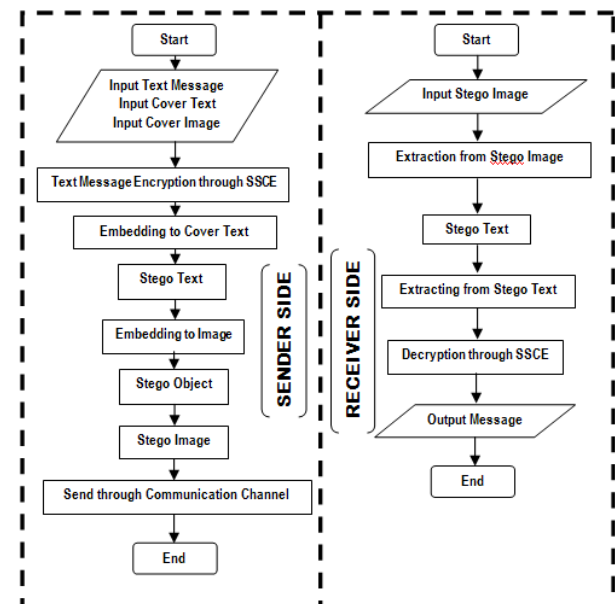 Start
Input Text Message
Input Cover Text
Input Cover Image
Text Message Encryption through SSCE
Embedding to Cover Text
Stego Text
Embedding to Image
Stego Object
Stego Image
Send through Communication Channel
End
SENDER SIDE
RECEIVER SIDE
Start
Input Stego Image
Extraction from Stego Image
Stego Text
Extracting from Stego Text
Decryption through SSCE
Output Message
End